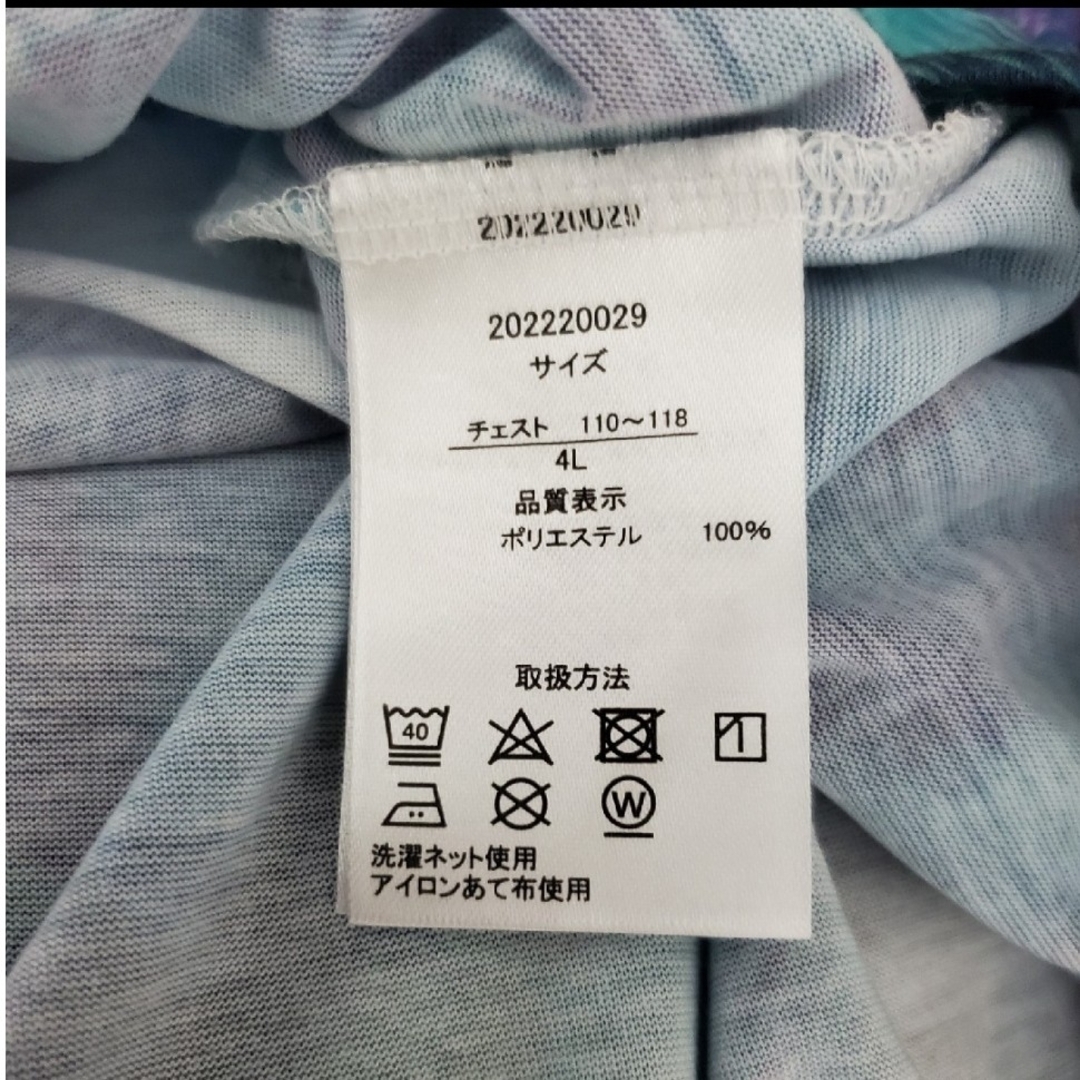 202220029
202220029
サイズ
チェスト 110～118
4L
品質表示
ポリエステル 100%
取扱方法
40
W
洗濯ネット使用
アイロンあて布使用